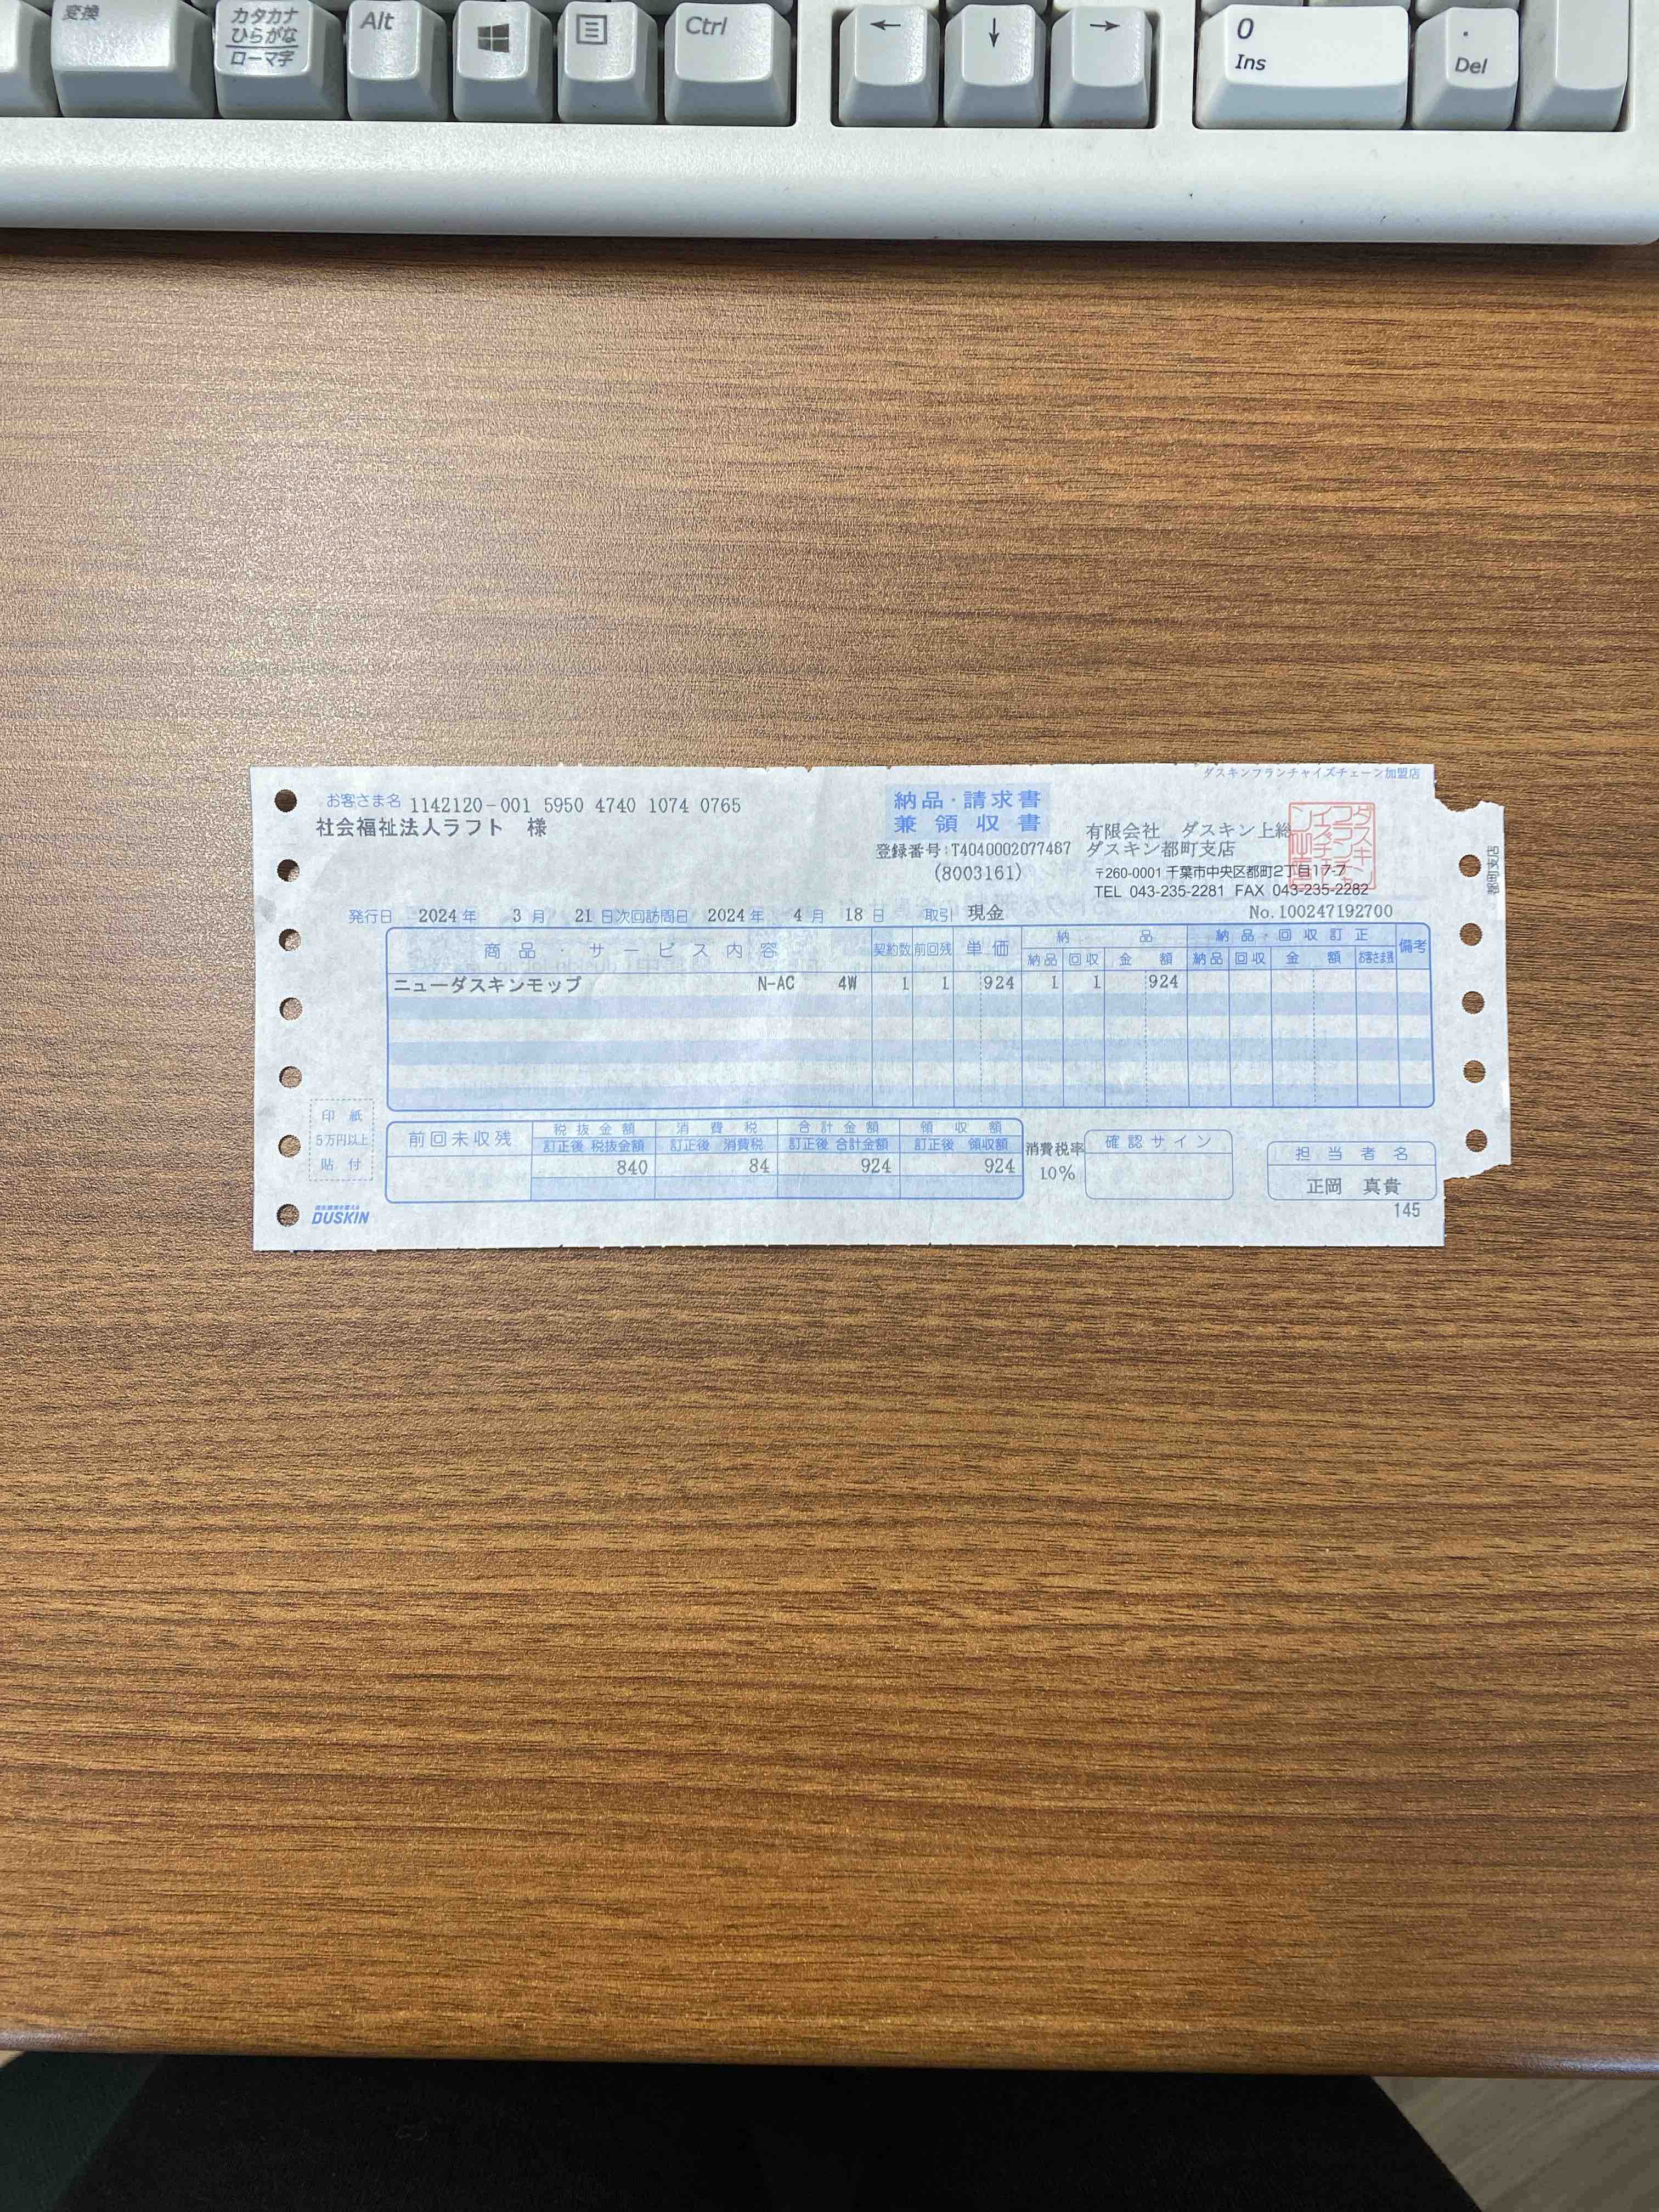 変換
カタカナ
ひらがな
ローマ字
Alt
Ctrl
←
↓
→
0
Ins
.
Del
ダスキンフランチャイズチェーン加盟店
お客さま名 1142120-001 5950 4740 1074 0765
社会福祉法人ラフト 様
納品・請求書
兼領収書
登録番号:T4040002077487
(8003161)
有限会社 ダスキン上総
ダスキン都町支店
〒260-0001 千葉市中央区都町2丁目17-7
TEL 043-235-2281 FAX 043-235-2282
都町支店
発行日 2024年 3月 21日 次回訪問日 2024年 4月 18日 取引 現金
No.100247192700
商品・サービス内容 契約数 前回残 単価 納品 納品・回収訂正 備考
納品 回収 金額 納品 回収 金額 お客さま残
ニューダスキンモップ N-AC 4W 1 1 924 1 1 924
印紙
5万円以上
貼付
前回未収残 税抜金額 消費税 合計金額 領収額
訂正後 税抜金額 訂正後 消費税 訂正後 合計金額 訂正後 領収額
840 84 924 924
消費税率
10%
確認サイン
担当者名
正岡 真貴
145
DUSKIN